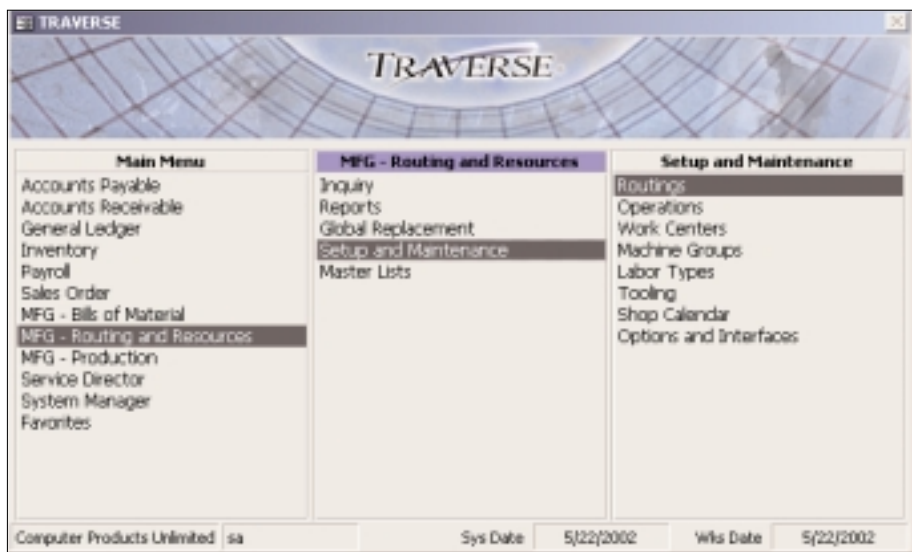 TRAVERSE
TRAVERSE
Main Menu
Accounts Payable
Accounts Receivable
General Ledger
Inventory
Payroll
Sales Order
MFG - Bills of Material
MFG - Routing and Resources
MFG - Production
Service Director
System Manager
Favorites
MFG - Routing and Resources
Inquiry
Reports
Global Replacement
Setup and Maintenance
Master Lists
Setup and Maintenance
Routings
Operations
Work Centers
Machine Groups
Labor Types
Tooling
Shop Calendar
Options and Interfaces
Computer Products Unlimited sa Sys Date 5/22/2002 Wks Date 5/22/2002